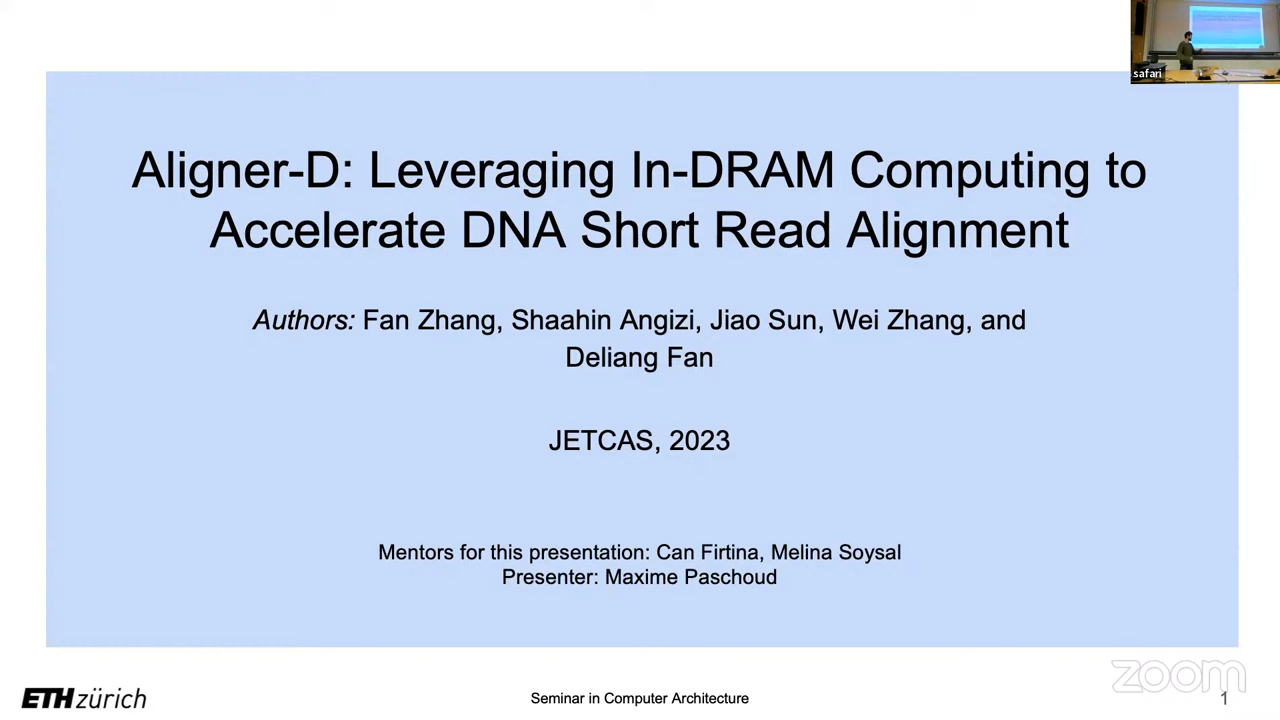 safari
Aligner-D: Leveraging In-DRAM Computing to
Accelerate DNA Short Read Alignment
Authors: Fan Zhang, Shaahin Angizi, Jiao Sun, Wei Zhang, and
Deliang Fan
JETCAS, 2023
Mentors for this presentation: Can Firtina, Melina Soysal
Presenter: Maxime Paschoud
zoom
ETH zürich
Seminar in Computer Architecture
1